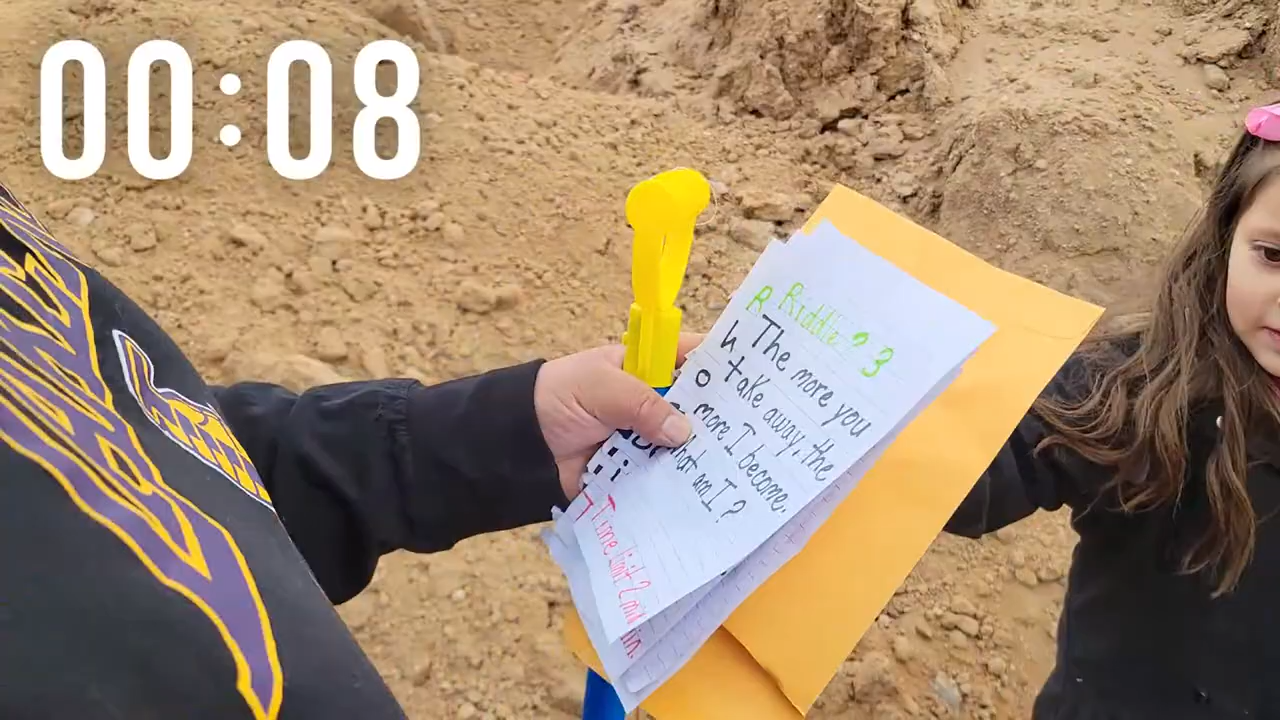 00:08
Riddle? 3
The more you
take away, the
more I become.
What am I?
Time limit 2 min